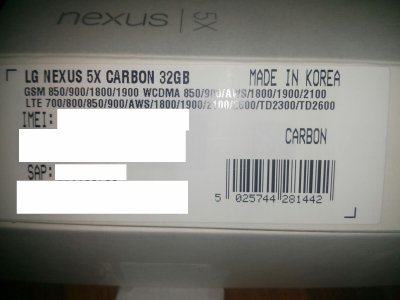 nexus | 5X
LG NEXUS 5X CARBON 32GB MADE IN KOREA
GSM 850/900/1800/1900 WCDMA 850/900/AWS/1800/1900/2100
LTE 700/800/850/900/AWS/1800/1900/2100/2600/TD2300/TD2600
IMEI:
CARBON
SAP:
5 025744 281442